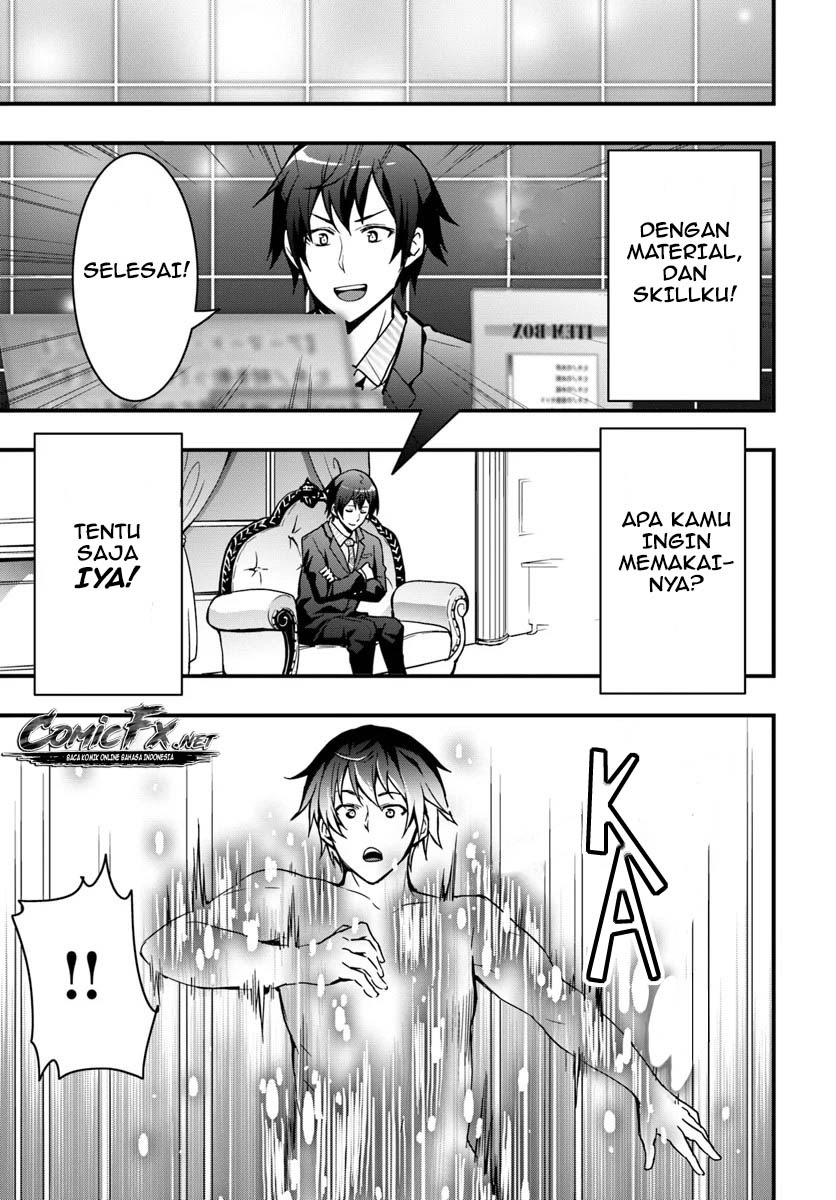 DENGAN
MATERIAL,
DAN
SKILLKU!
SELESAI!
ITEM BOX
APA KAMU
INGIN
MEMAKAI-
NYA?
TENTU
SAJA
IYA!
COMICFX.NET
BACA KOMIK ONLINE BAHASA INDONESIA
KA
!!